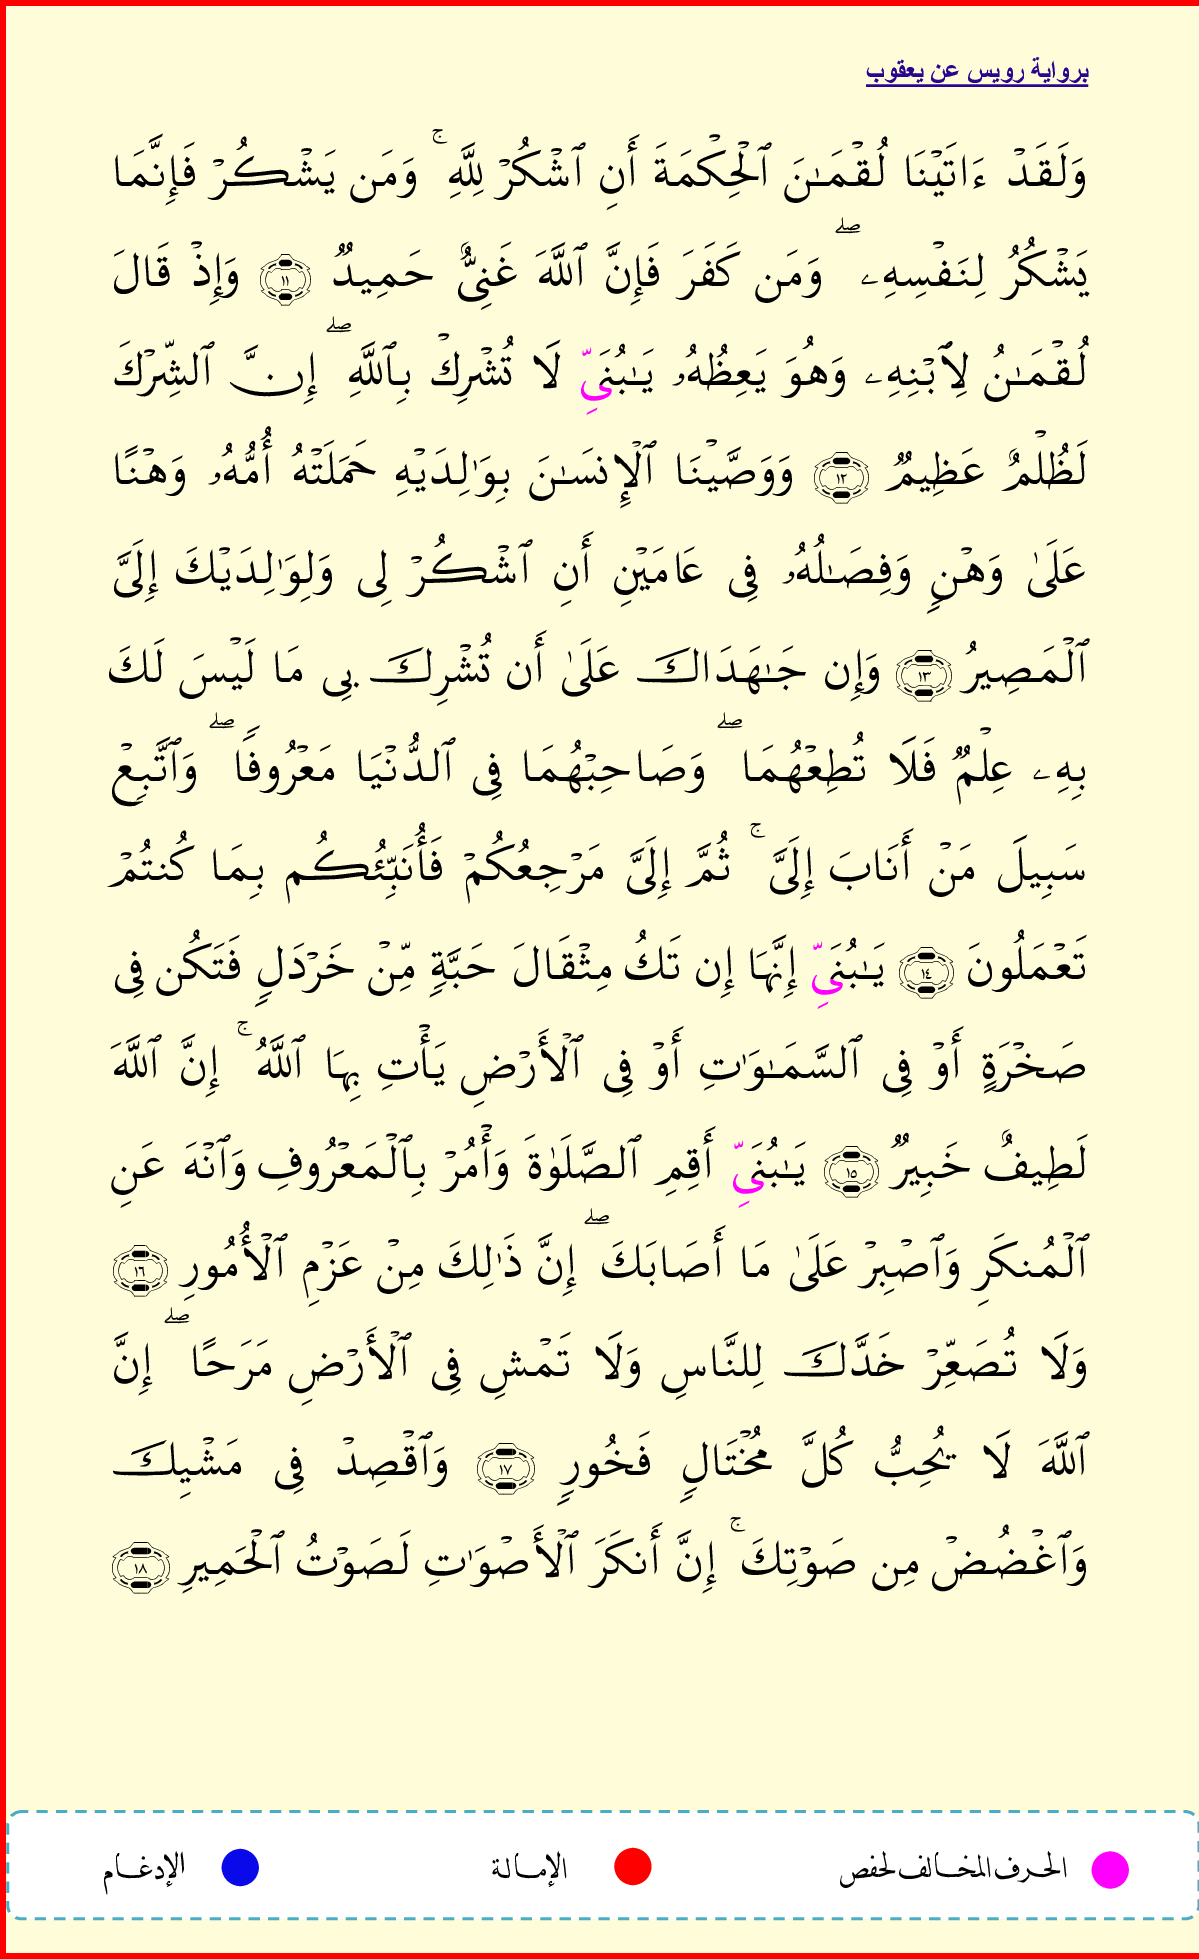 برواية رويس عن يعقوب
وَلَقَدۡ ءَاتَيۡنَا لُقۡمَٰنَ ٱلۡحِكۡمَةَ أَنِ ٱشۡكُرۡ لِلَّهِۚ وَمَن يَشۡكُرۡ فَإِنَّمَا
يَشۡكُرُ لِنَفۡسِهِۦۖ وَمَن كَفَرَ فَإِنَّ ٱللَّهَ غَنِيٌّ حَمِيدٞ ١١ وَإِذۡ قَالَ
لُقۡمَٰنُ لِٱبۡنِهِۦ وَهُوَ يَعِظُهُۥ يَٰبُنَيِّ لَا تُشۡرِكۡ بِٱللَّهِۖ إِنَّ ٱلشِّرۡكَ
لَظُلۡمٌ عَظِيمٞ ١٢ وَوَصَّيۡنَا ٱلۡإِنسَٰنَ بِوَٰلِدَيۡهِ حَمَلَتۡهُ أُمُّهُۥ وَهۡنًا
عَلَىٰ وَهۡنٖ وَفِصَٰلُهُۥ فِي عَامَيۡنِ أَنِ ٱشۡكُرۡ لِي وَلِوَٰلِدَيۡكَ إِلَيَّ
ٱلۡمَصِيرُ ١٣ وَإِن جَٰهَدَاكَ عَلَىٰ أَن تُشۡرِكَ بِي مَا لَيۡسَ لَكَ
بِهِۦ عِلۡمٞ فَلَا تُطِعۡهُمَاۖ وَصَاحِبۡهُمَا فِي ٱلدُّنۡيَا مَعۡرُوفٗاۖ وَٱتَّبِعۡ
سَبِيلَ مَنۡ أَنَابَ إِلَيَّۚ ثُمَّ إِلَيَّ مَرۡجِعُكُمۡ فَأُنَبِّئُكُم بِمَا كُنتُمۡ
تَعۡمَلُونَ ١٤ يَٰبُنَيِّ إِنَّهَا إِن تَكُ مِثۡقَالَ حَبَّةٖ مِّنۡ خَرۡدَلٖ فَتَكُن فِي
صَخۡرَةٍ أَوۡ فِي ٱلسَّمَٰوَٰتِ أَوۡ فِي ٱلۡأَرۡضِ يَأۡتِ بِهَا ٱللَّهُۚ إِنَّ ٱللَّهَ
لَطِيفٌ خَبِيرٞ ١٥ يَٰبُنَيِّ أَقِمِ ٱلصَّلَوٰةَ وَأۡمُرۡ بِٱلۡمَعۡرُوفِ وَٱنۡهَ عَنِ
ٱلۡمُنكَرِ وَٱصۡبِرۡ عَلَىٰ مَا أَصَابَكَۖ إِنَّ ذَٰلِكَ مِنۡ عَزۡمِ ٱلۡأُمُورِ ١٦
وَلَا تُصَعِّرۡ خَدَّكَ لِلنَّاسِ وَلَا تَمۡشِ فِي ٱلۡأَرۡضِ مَرَحًاۖ إِنَّ
ٱللَّهَ لَا يُحِبُّ كُلَّ مُخۡتَالٖ فَخُورٖ ١٧ وَٱقۡصِدۡ فِي مَشۡيِكَ
وَٱغۡضُضۡ مِن صَوۡتِكَۚ إِنَّ أَنكَرَ ٱلۡأَصۡوَٰتِ لَصَوۡتُ ٱلۡحَمِيرِ ١٨
الحرف المخالف لحفص الإمالة الإدغام